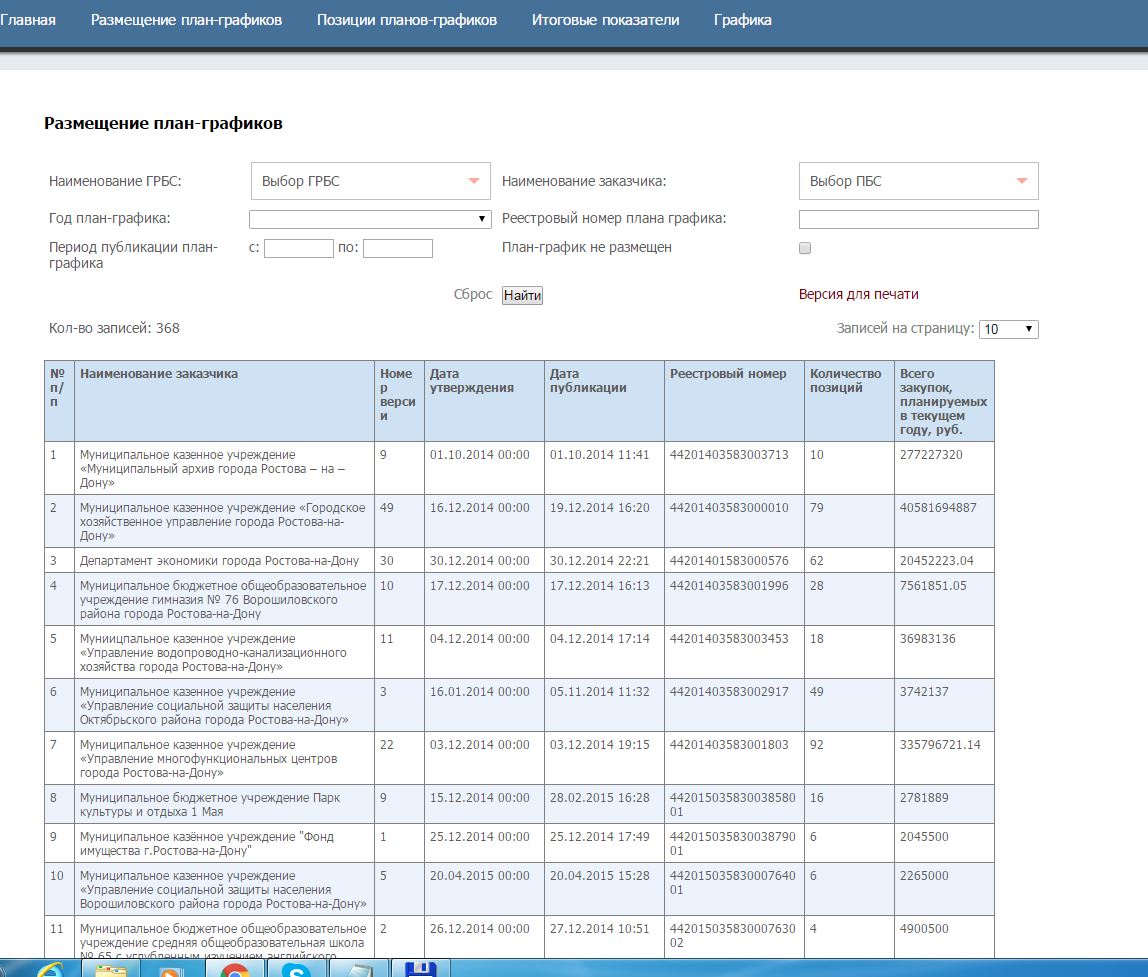 Главная Размещение план-графиков Позиции планов-графиков Итоговые показатели Графика
Размещение план-графиков
Наименование ГРБС: Выбор ГРБС Наименование заказчика: Выбор ПБС
Год план-графика: Реестровый номер плана графика:
Период публикации план- с: по: План-график не размещен
графика
Сброс Найти Версия для печати
Кол-во записей: 368 Записей на страницу: 10
№ Наименование заказчика Номе Дата Дата Реестровый номер Количество Всего
п/ р утверждения публикации позиций закупок,
п верси планируемых
и в текущем
году, руб.
1 Муниципальное казенное учреждение 9 01.10.2014 00:00 01.10.2014 11:41 44201403583003713 10 277227320
«Муниципальный архив города Ростова – на –
Дону»
2 Муниципальное казенное учреждение «Городское 49 16.12.2014 00:00 19.12.2014 16:20 44201403583000010 79 40581694887
хозяйственное управление города Ростова-на-
Дону»
3 Департамент экономики города Ростова-на-Дону 30 30.12.2014 00:00 30.12.2014 22:21 44201401583000576 62 20452223.04
4 Муниципальное бюджетное общеобразовательное 10 17.12.2014 00:00 17.12.2014 16:13 44201403583001996 28 7561851.05
учреждение гимназия № 76 Ворошиловского
района города Ростова-на-Дону
5 Муниицпальное казенное учреждение 11 04.12.2014 00:00 04.12.2014 17:14 44201403583003453 18 36983136
«Управление водопроводно-канализационного
хозяйства города Ростова-на-Дону»
6 Муниципальное казенное учреждение 3 16.01.2014 00:00 05.11.2014 11:32 44201403583002917 49 3742137
«Управление социальной защиты населения
Октябрьского района города Ростова-на-Дону»
7 Муниципальное казенное учреждение 22 03.12.2014 00:00 03.12.2014 19:15 44201403583001803 92 335796721.14
«Управление многофункциональных центров
города Ростова-на-Дону»
8 Муниципальное бюджетное учреждение Парк 9 15.12.2014 00:00 28.02.2015 16:28 442015035830038580 16 2781889
культуры и отдыха 1 Мая 01
9 Муниципальное казённое учреждение "Фонд 1 25.12.2014 00:00 25.12.2014 17:49 442015035830038790 6 2045500
имущества г.Ростова-на-Дону" 01
10 Муниципальное казенное учреждение 5 20.04.2015 00:00 20.04.2015 15:28 442015035830007640 6 2265000
«Управление социальной защиты населения 01
Ворошиловского района города Ростова-на-Дону»
11 Муниципальное бюджетное общеобразовательное 2 26.12.2014 00:00 27.12.2014 10:51 442015035830007630 4 4900500
учреждение средняя общеобразовательная школа 02
№ 65 с углубленным изучением английского